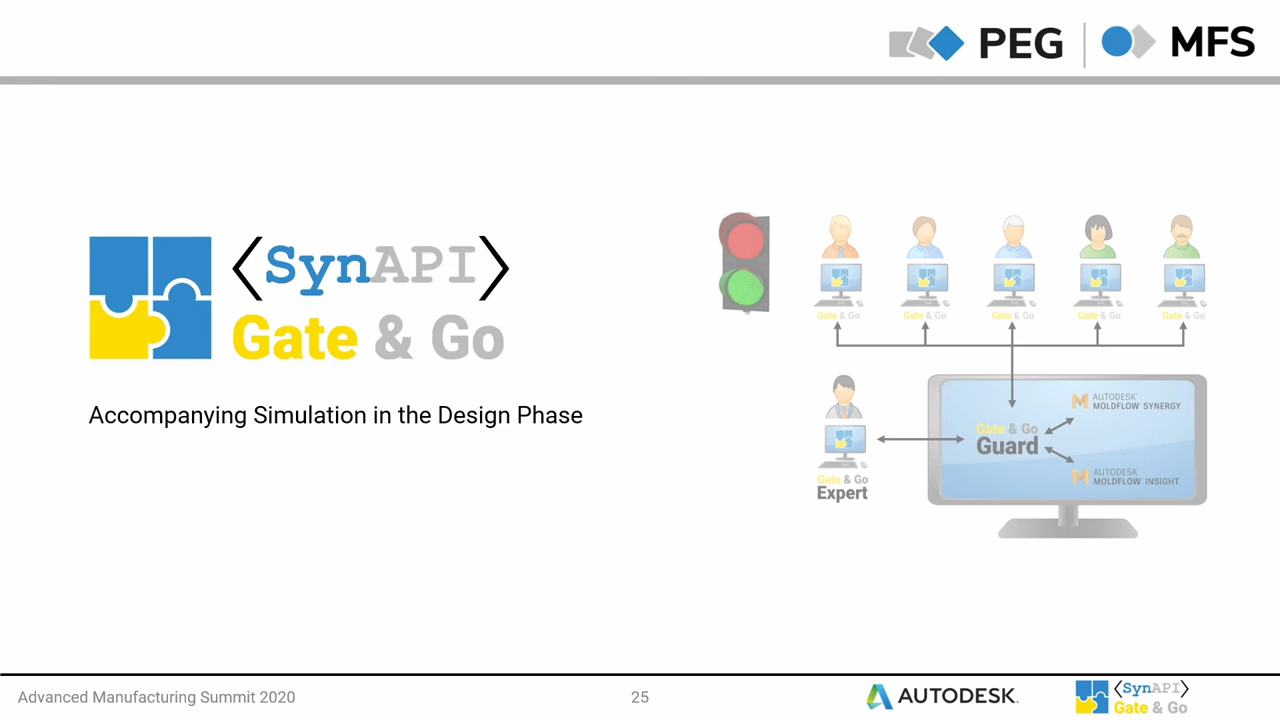 PEG | MFS
<SynAPI>
Gate & Go
Accompanying Simulation in the Design Phase
Gate & Go
Gate & Go
Gate & Go
Gate & Go
Gate & Go
AUTODESK®
MOLDFLOW® SYNERGY
Gate & Go
Guard
AUTODESK®
MOLDFLOW® INSIGHT
Gate & Go
Expert
Advanced Manufacturing Summit 2020
25
AUTODESK®
<SynAPI>
Gate & Go